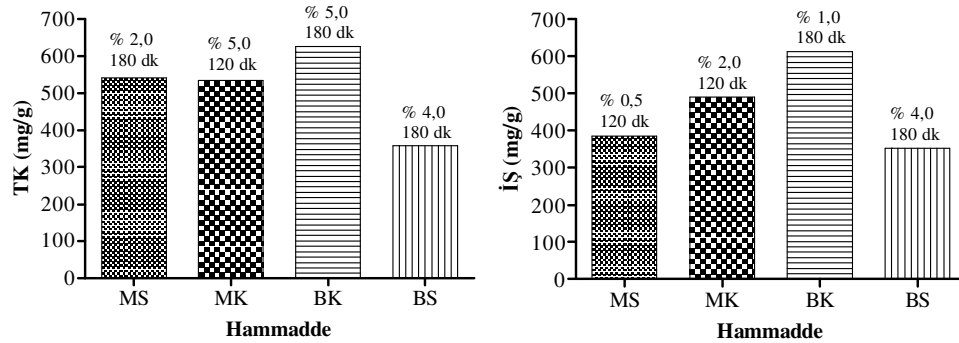 700
600
500
400
300
200
100
0
TK (mg/g)
% 2,0
180 dk
% 5,0
120 dk
% 5,0
180 dk
% 4,0
180 dk
MS MK BK BS
Hammadde
700
600
500
400
300
200
100
0
İŞ (mg/g)
% 0,5
120 dk
% 2,0
120 dk
% 1,0
180 dk
% 4,0
180 dk
MS MK BK BS
Hammadde